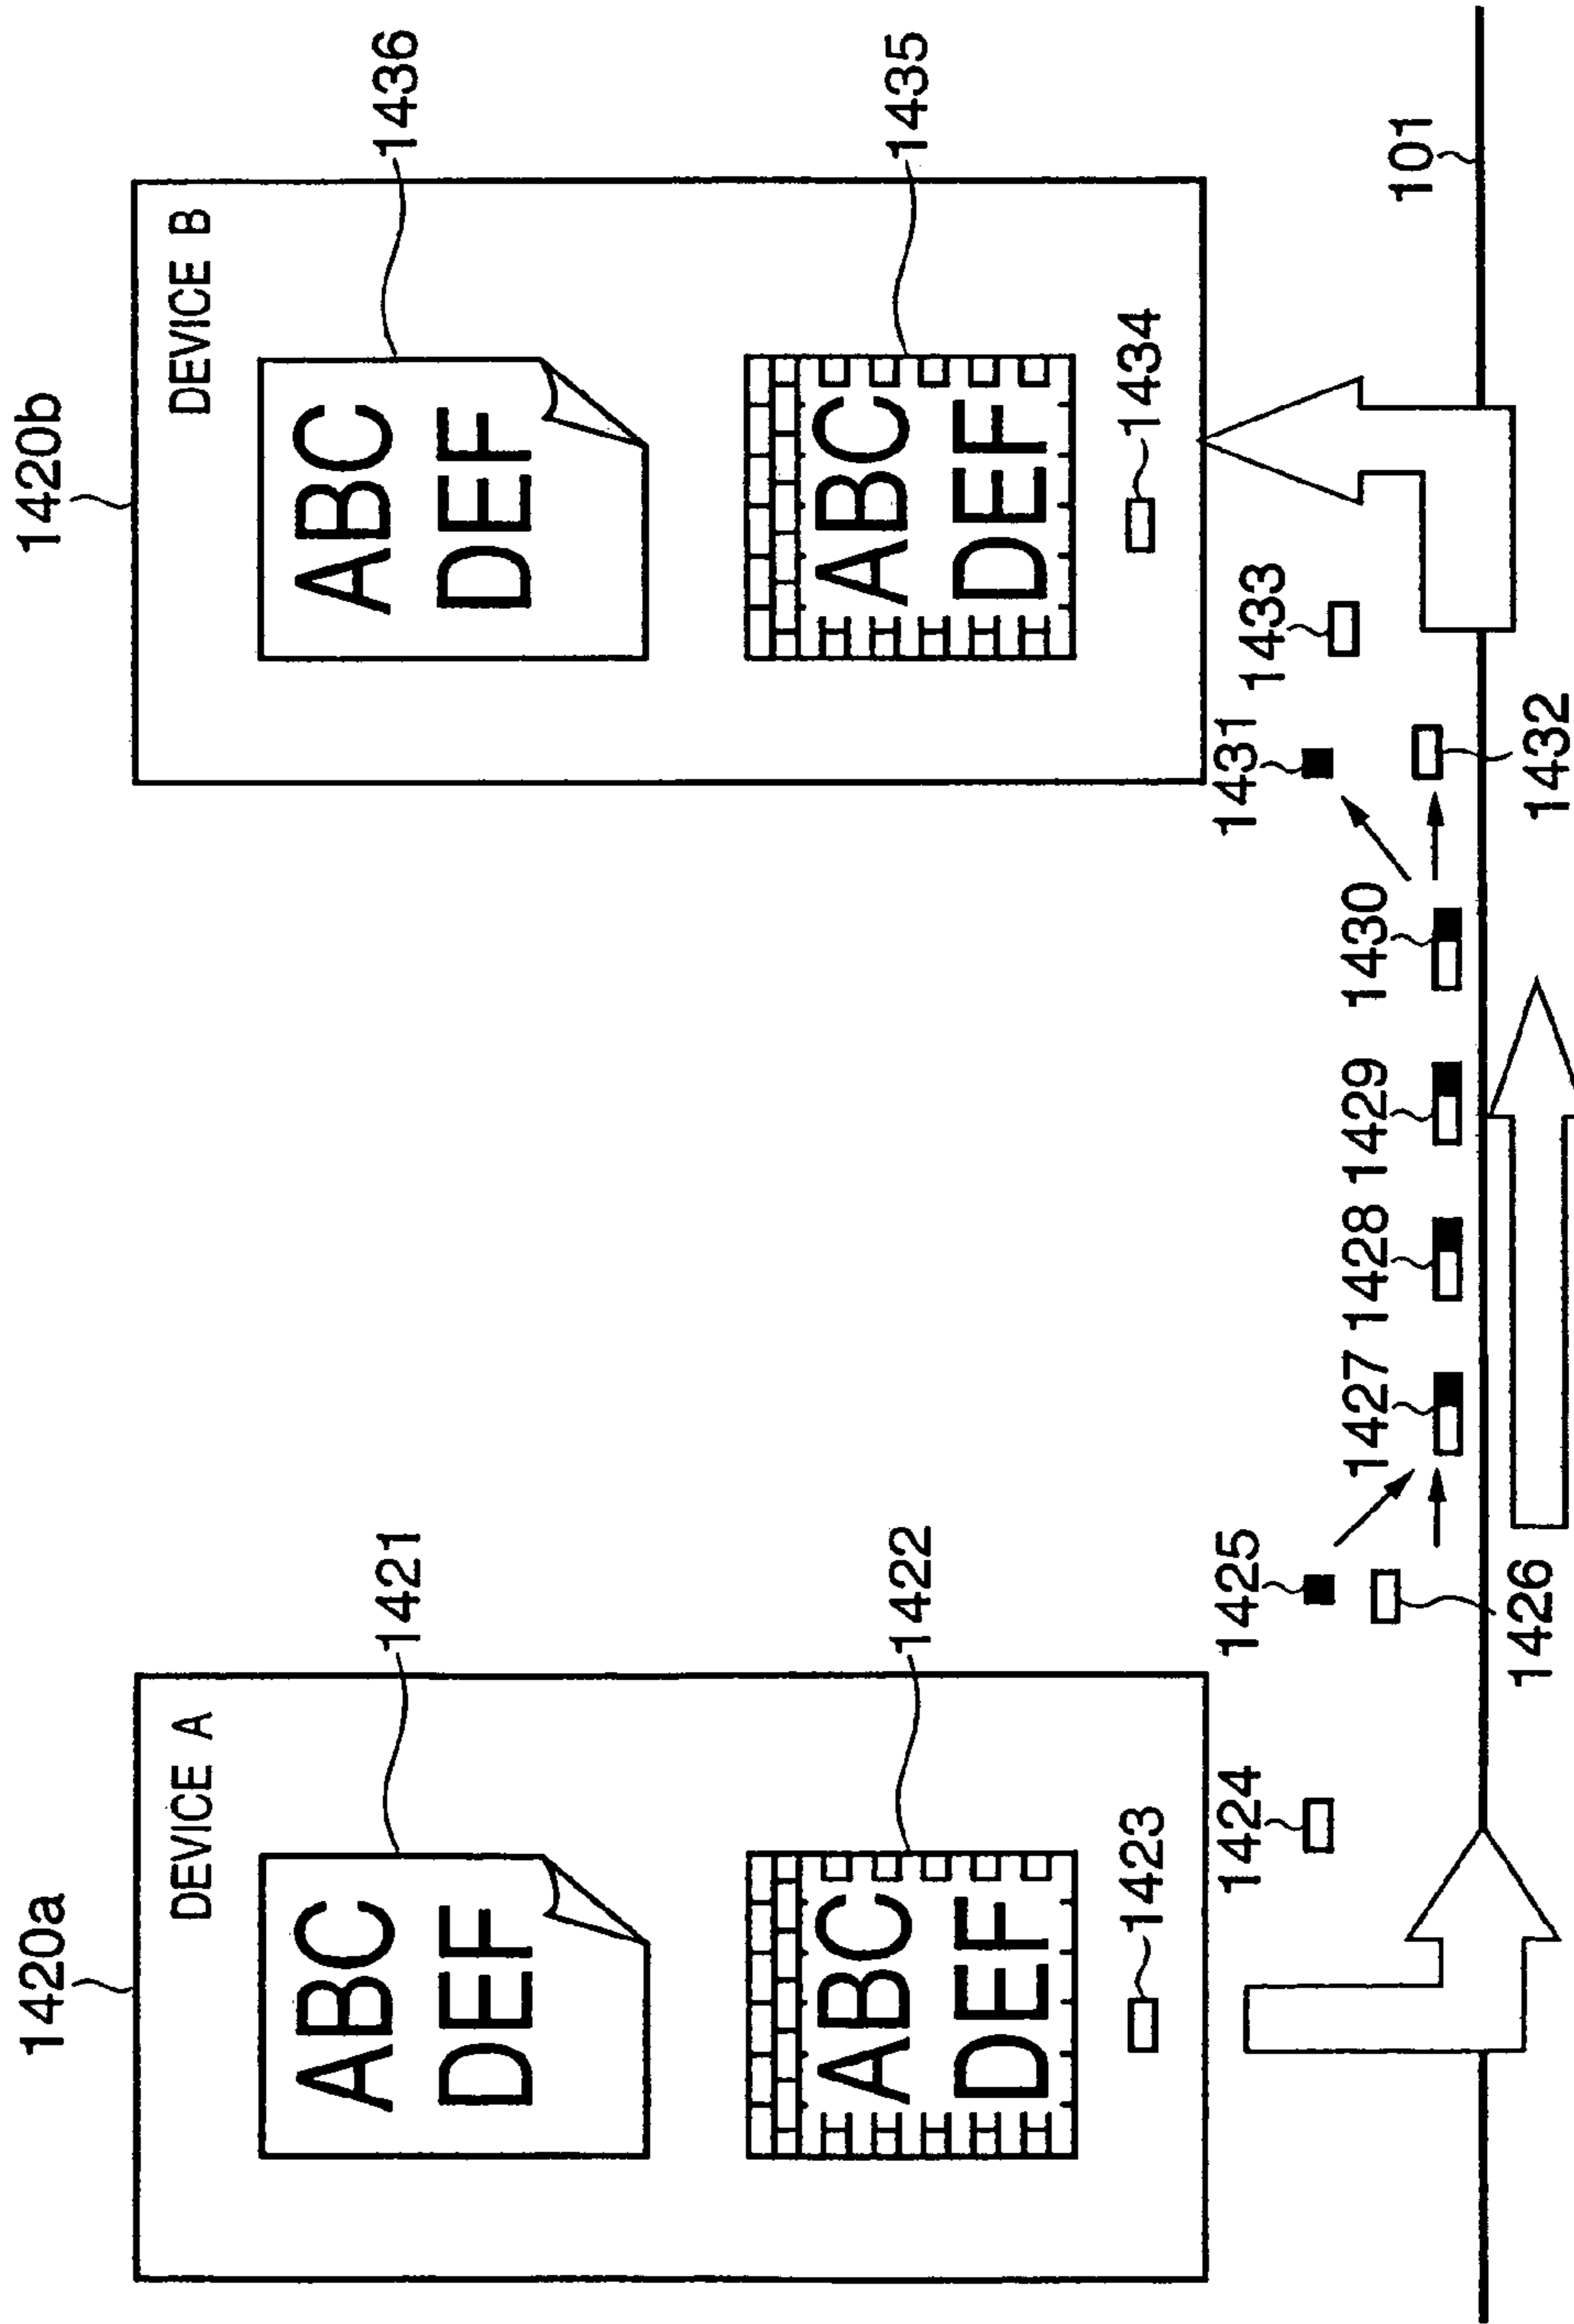 1420a
1420b
DEVICE A
DEVICE B
ABC
DEF
1421
ABC
DEF
1436
ABC
DEF
1422
ABC
DEF
1435
1423
1434
1424
1425
1431
1433
1427
1428
1429
1430
101
1426
1432